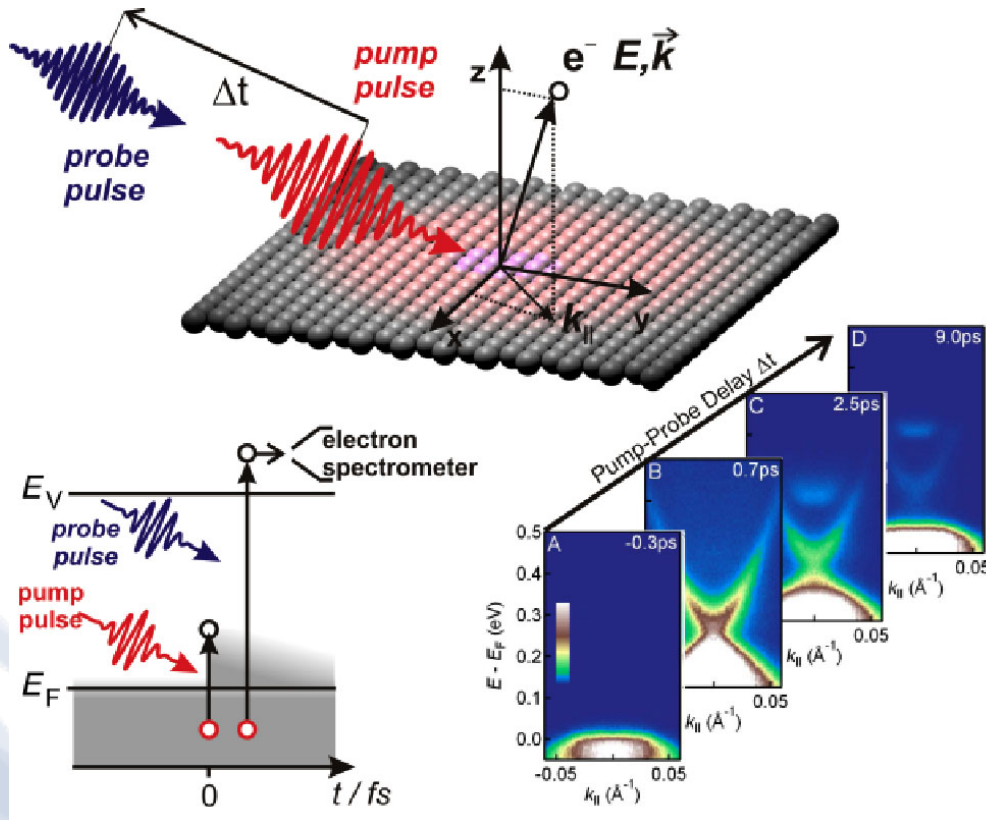 pump
pulse
Δt
probe
pulse
z
e⁻ E,k⃗
x
k||
y
Pump-Probe Delay Δt
D
9.0ps
C
2.5ps
B
0.7ps
A
-0.3ps
0.5
0.4
0.3
0.2
0.1
0.0
E - E_F (eV)
-0.05
0.05
k|| (Å⁻¹)
0.05
k|| (Å⁻¹)
0.05
k|| (Å⁻¹)
0.05
k|| (Å⁻¹)
electron
spectrometer
E_V
probe
pulse
pump
pulse
E_F
0
t / fs